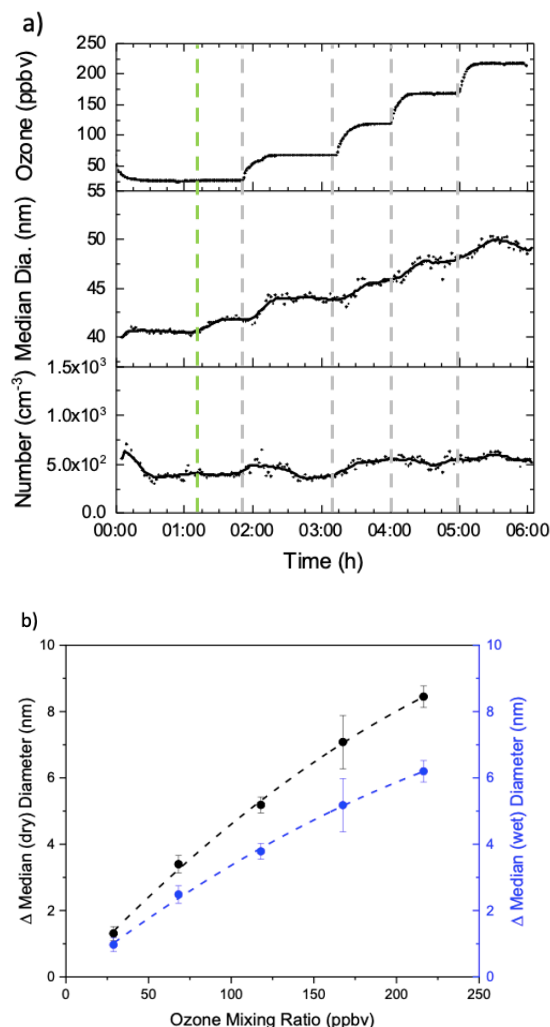 a)
250
200
150
100
50
Ozone (ppbv)
55
50
45
40
Median Dia. (nm)
1.5x10³
1.0x10³
5.0x10²
0.0
Number (cm⁻³)
00:00 01:00 02:00 03:00 04:00 05:00 06:00
Time (h)
b)
10
8
6
4
2
0
Δ Median (dry) Diameter (nm)
10
8
6
4
2
0
Δ Median (wet) Diameter (nm)
0 50 100 150 200 250
Ozone Mixing Ratio (ppbv)